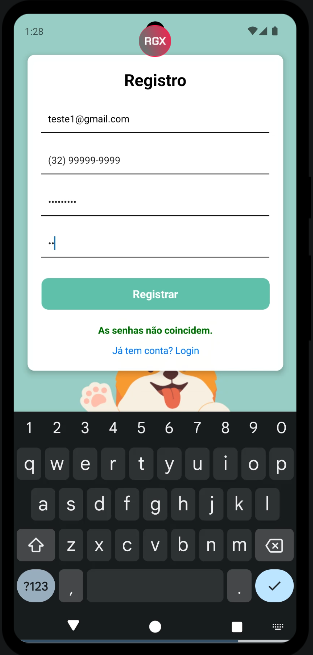 1:28
RGX
Registro
teste1@gmail.com
(32) 99999-9999
Registrar
As senhas não coincidem.
Já tem conta? Login
1 2 3 4 5 6 7 8 9 0
q w e r t y u i o p
a s d f g h j k l
z x c v b n m
?123 , .